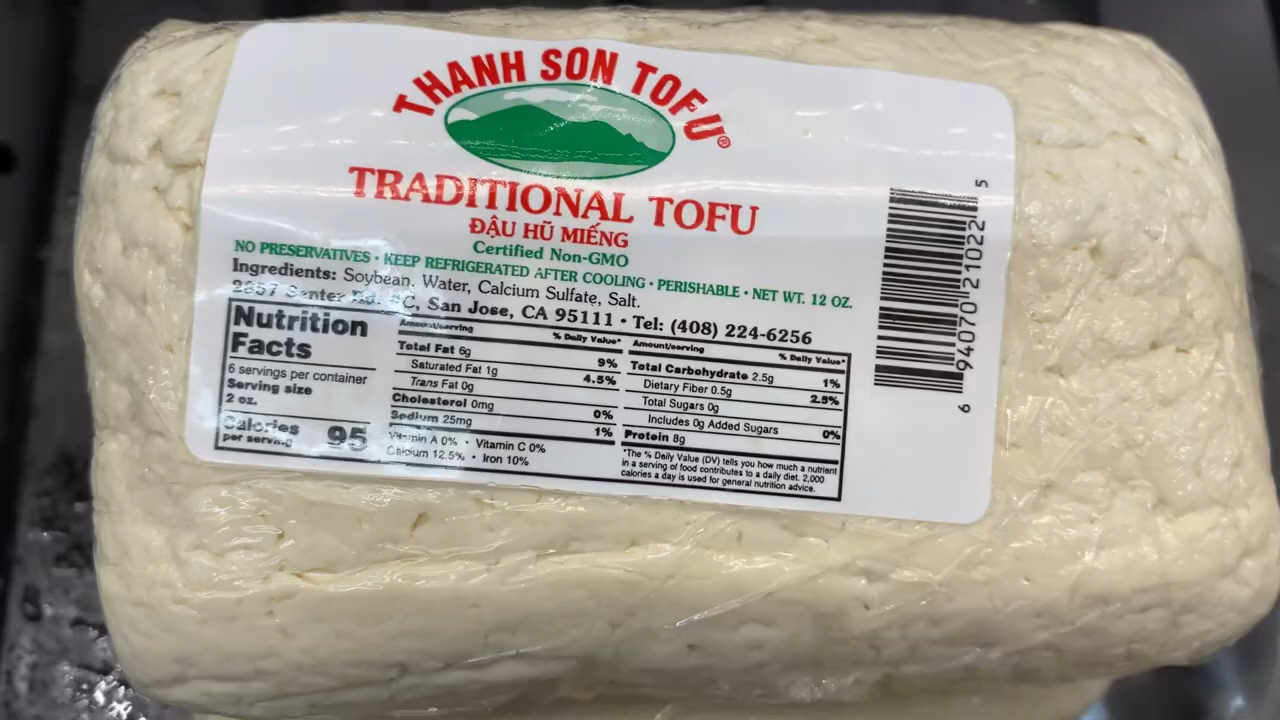 THANH SON TOFU®
TRADITIONAL TOFU
ĐẬU HŨ MIẾNG
Certified Non-GMO
NO PRESERVATIVES • KEEP REFRIGERATED AFTER COOLING • PERISHABLE • NET WT. 12 OZ.
Ingredients: Soybean, Water, Calcium Sulfate, Salt.
2857 Senter Rd. #C, San Jose, CA 95111 • Tel: (408) 224-6256
Nutrition
Facts
6 servings per container
Serving size
2 oz.
Calories
per serving 95
Amount/serving % Daily Value*
Total Fat 6g 9%
Saturated Fat 1g 4.5%
Trans Fat 0g
Cholesterol 0mg 0%
Sodium 25mg 1%
Vitamin A 0% • Vitamin C 0%
Calcium 12.5% • Iron 10%
Amount/serving % Daily Value*
Total Carbohydrate 2.5g 1%
Dietary Fiber 0.5g 2.5%
Total Sugars 0g
Includes 0g Added Sugars 0%
Protein 8g
*The % Daily Value (DV) tells you how much a nutrient
in a serving of food contributes to a daily diet. 2,000
calories a day is used for general nutrition advice.
6 94070 21022 5